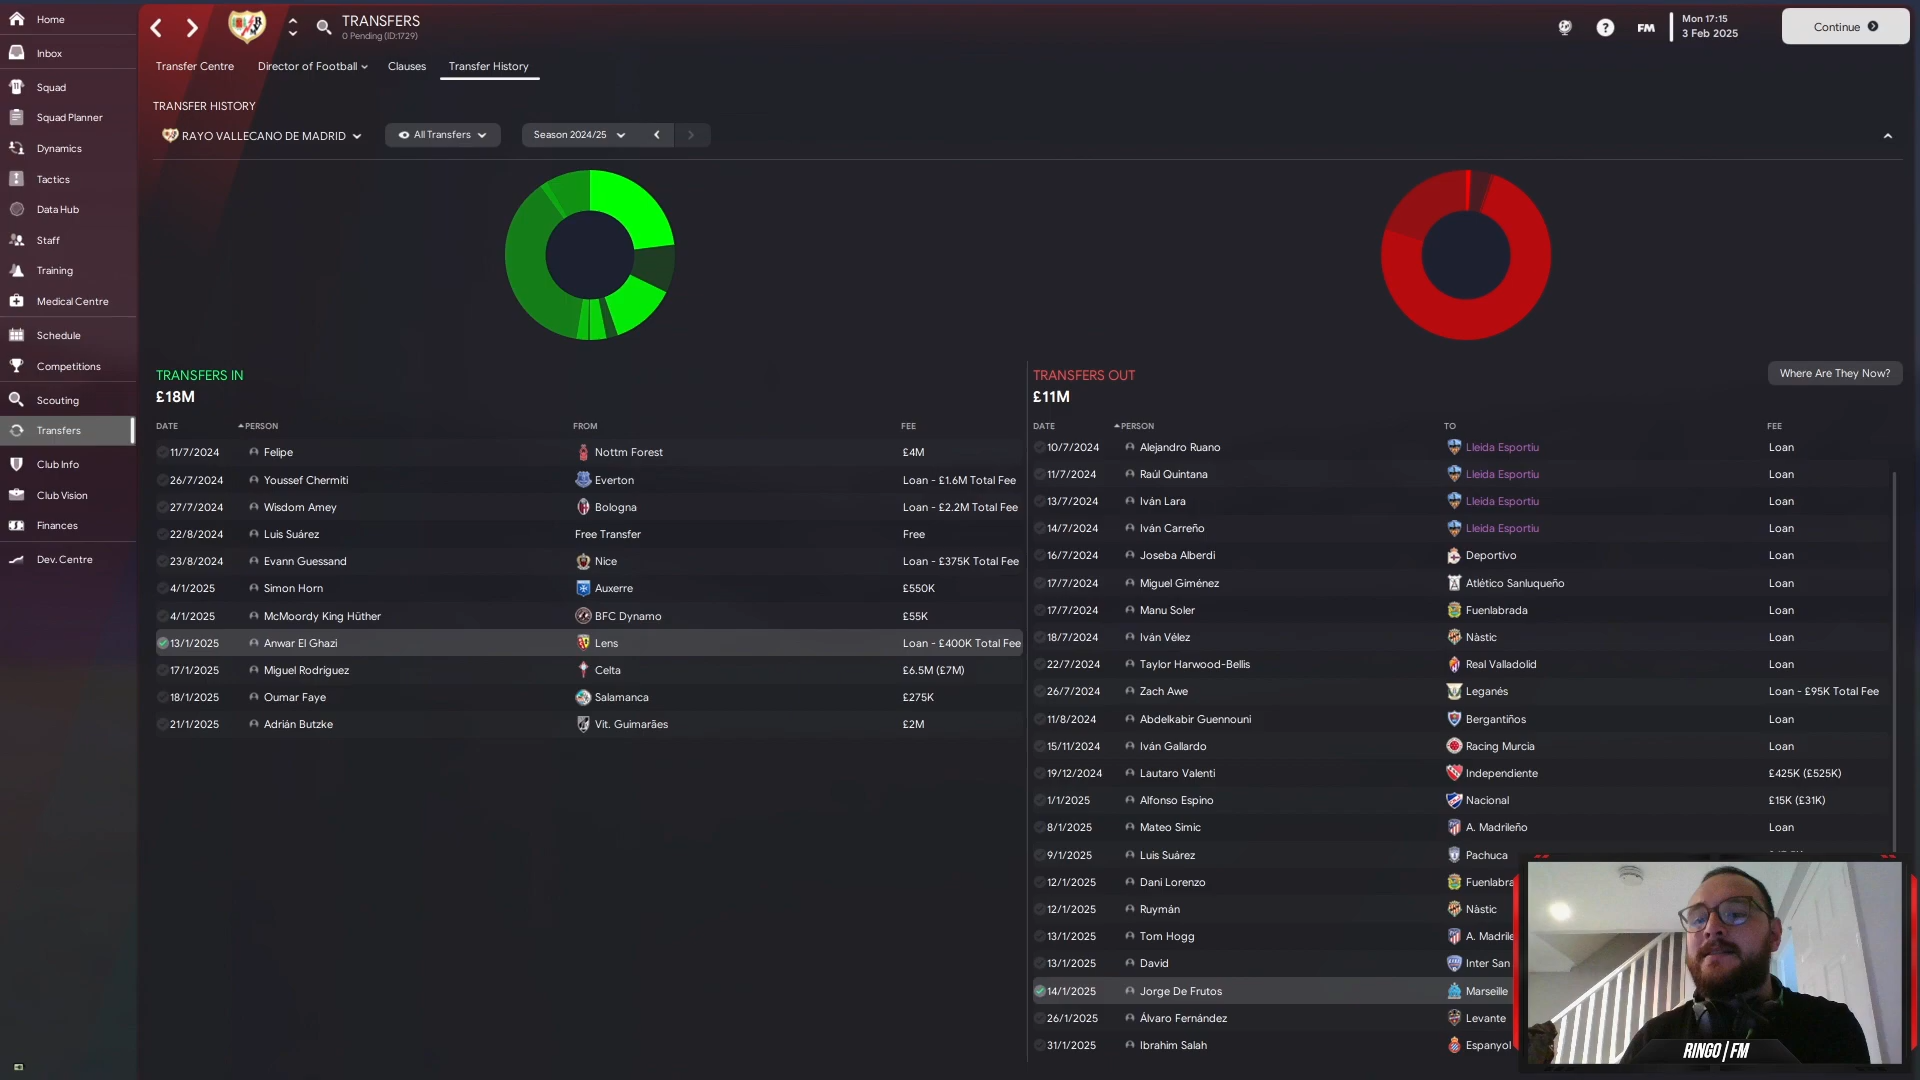 Home
Inbox
Squad
Squad Planner
Dynamics
Tactics
Data Hub
Staff
Training
Medical Centre
Schedule
Competitions
Scouting
Transfers
Club Info
Club Vision
Finances
Dev. Centre
TRANSFERS
0 Pending (ID:1729)
FM
Mon 17:15
3 Feb 2025
Continue
Transfer Centre Director of Football Clauses Transfer History
TRANSFER HISTORY
RAYO VALLECANO DE MADRID All Transfers Season 2024/25
TRANSFERS IN
£18M
DATE PERSON FROM FEE
11/7/2024 Felipe Nottm Forest £4M
26/7/2024 Youssef Chermiti Everton Loan - £1.6M Total Fee
27/7/2024 Wisdom Amey Bologna Loan - £2.2M Total Fee
22/8/2024 Luis Suárez Free Transfer Free
23/8/2024 Evann Guessand Nice Loan - £375K Total Fee
4/1/2025 Simon Horn Auxerre £550K
4/1/2025 McMoordy King Hüther BFC Dynamo £55K
13/1/2025 Anwar El Ghazi Lens Loan - £400K Total Fee
17/1/2025 Miguel Rodríguez Celta £6.5M (£7M)
18/1/2025 Oumar Faye Salamanca £275K
21/1/2025 Adrián Butzke Vit. Guimarães £2M
TRANSFERS OUT
£11M
Where Are They Now?
DATE PERSON TO FEE
10/7/2024 Alejandro Ruano Lleida Esportiu Loan
11/7/2024 Raúl Quintana Lleida Esportiu Loan
13/7/2024 Iván Lara Lleida Esportiu Loan
14/7/2024 Iván Carreño Lleida Esportiu Loan
16/7/2024 Joseba Alberdi Deportivo Loan
17/7/2024 Miguel Giménez Atlético Sanluqueño Loan
17/7/2024 Manu Soler Fuenlabrada Loan
18/7/2024 Iván Vélez Nàstic Loan
22/7/2024 Taylor Harwood-Bellis Real Valladolid Loan
26/7/2024 Zach Awe Leganés Loan - £95K Total Fee
11/8/2024 Abdelkabir Guennouni Bergantiños Loan
15/11/2024 Iván Gallardo Racing Murcia Loan
19/12/2024 Lautaro Valenti Independiente £425K (£525K)
1/1/2025 Alfonso Espino Nacional £15K (£31K)
8/1/2025 Mateo Simic A. Madrileño Loan
9/1/2025 Luis Suárez Pachuca
12/1/2025 Dani Lorenzo Fuenlabra
12/1/2025 Ruymán Nàstic
13/1/2025 Tom Hogg A. Madrile
13/1/2025 David Inter San
14/1/2025 Jorge De Frutos Marseille
26/1/2025 Álvaro Fernández Levante
31/1/2025 Ibrahim Salah Espanyol
RINGO | FM